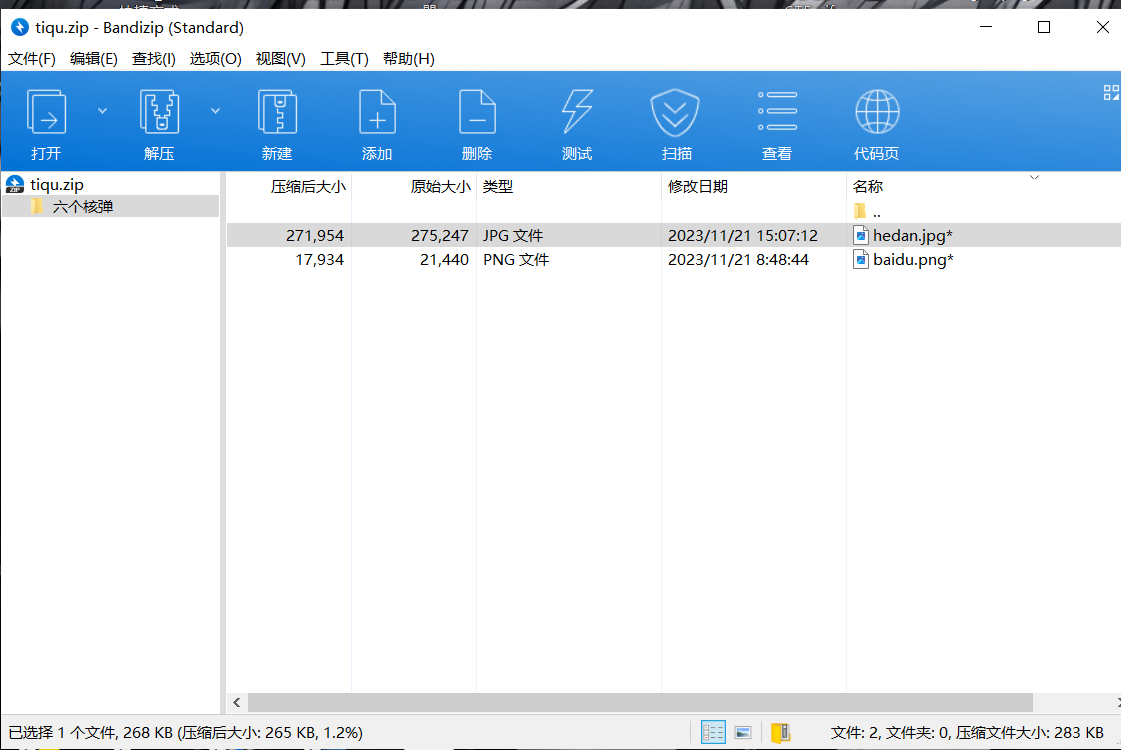 tiqu.zip - Bandizip (Standard)
文件(F) 编辑(E) 查找(I) 选项(O) 视图(V) 工具(T) 帮助(H)
打开 解压 新建 添加 删除 测试 扫描 查看 代码页
tiqu.zip
六个核弹
压缩后大小 原始大小 类型 修改日期 名称
..
271,954 275,247 JPG 文件 2023/11/21 15:07:12 hedan.jpg*
17,934 21,440 PNG 文件 2023/11/21 8:48:44 baidu.png*
已选择 1 个文件, 268 KB (压缩后大小: 265 KB, 1.2%)
文件: 2, 文件夹: 0, 压缩文件大小: 283 KB